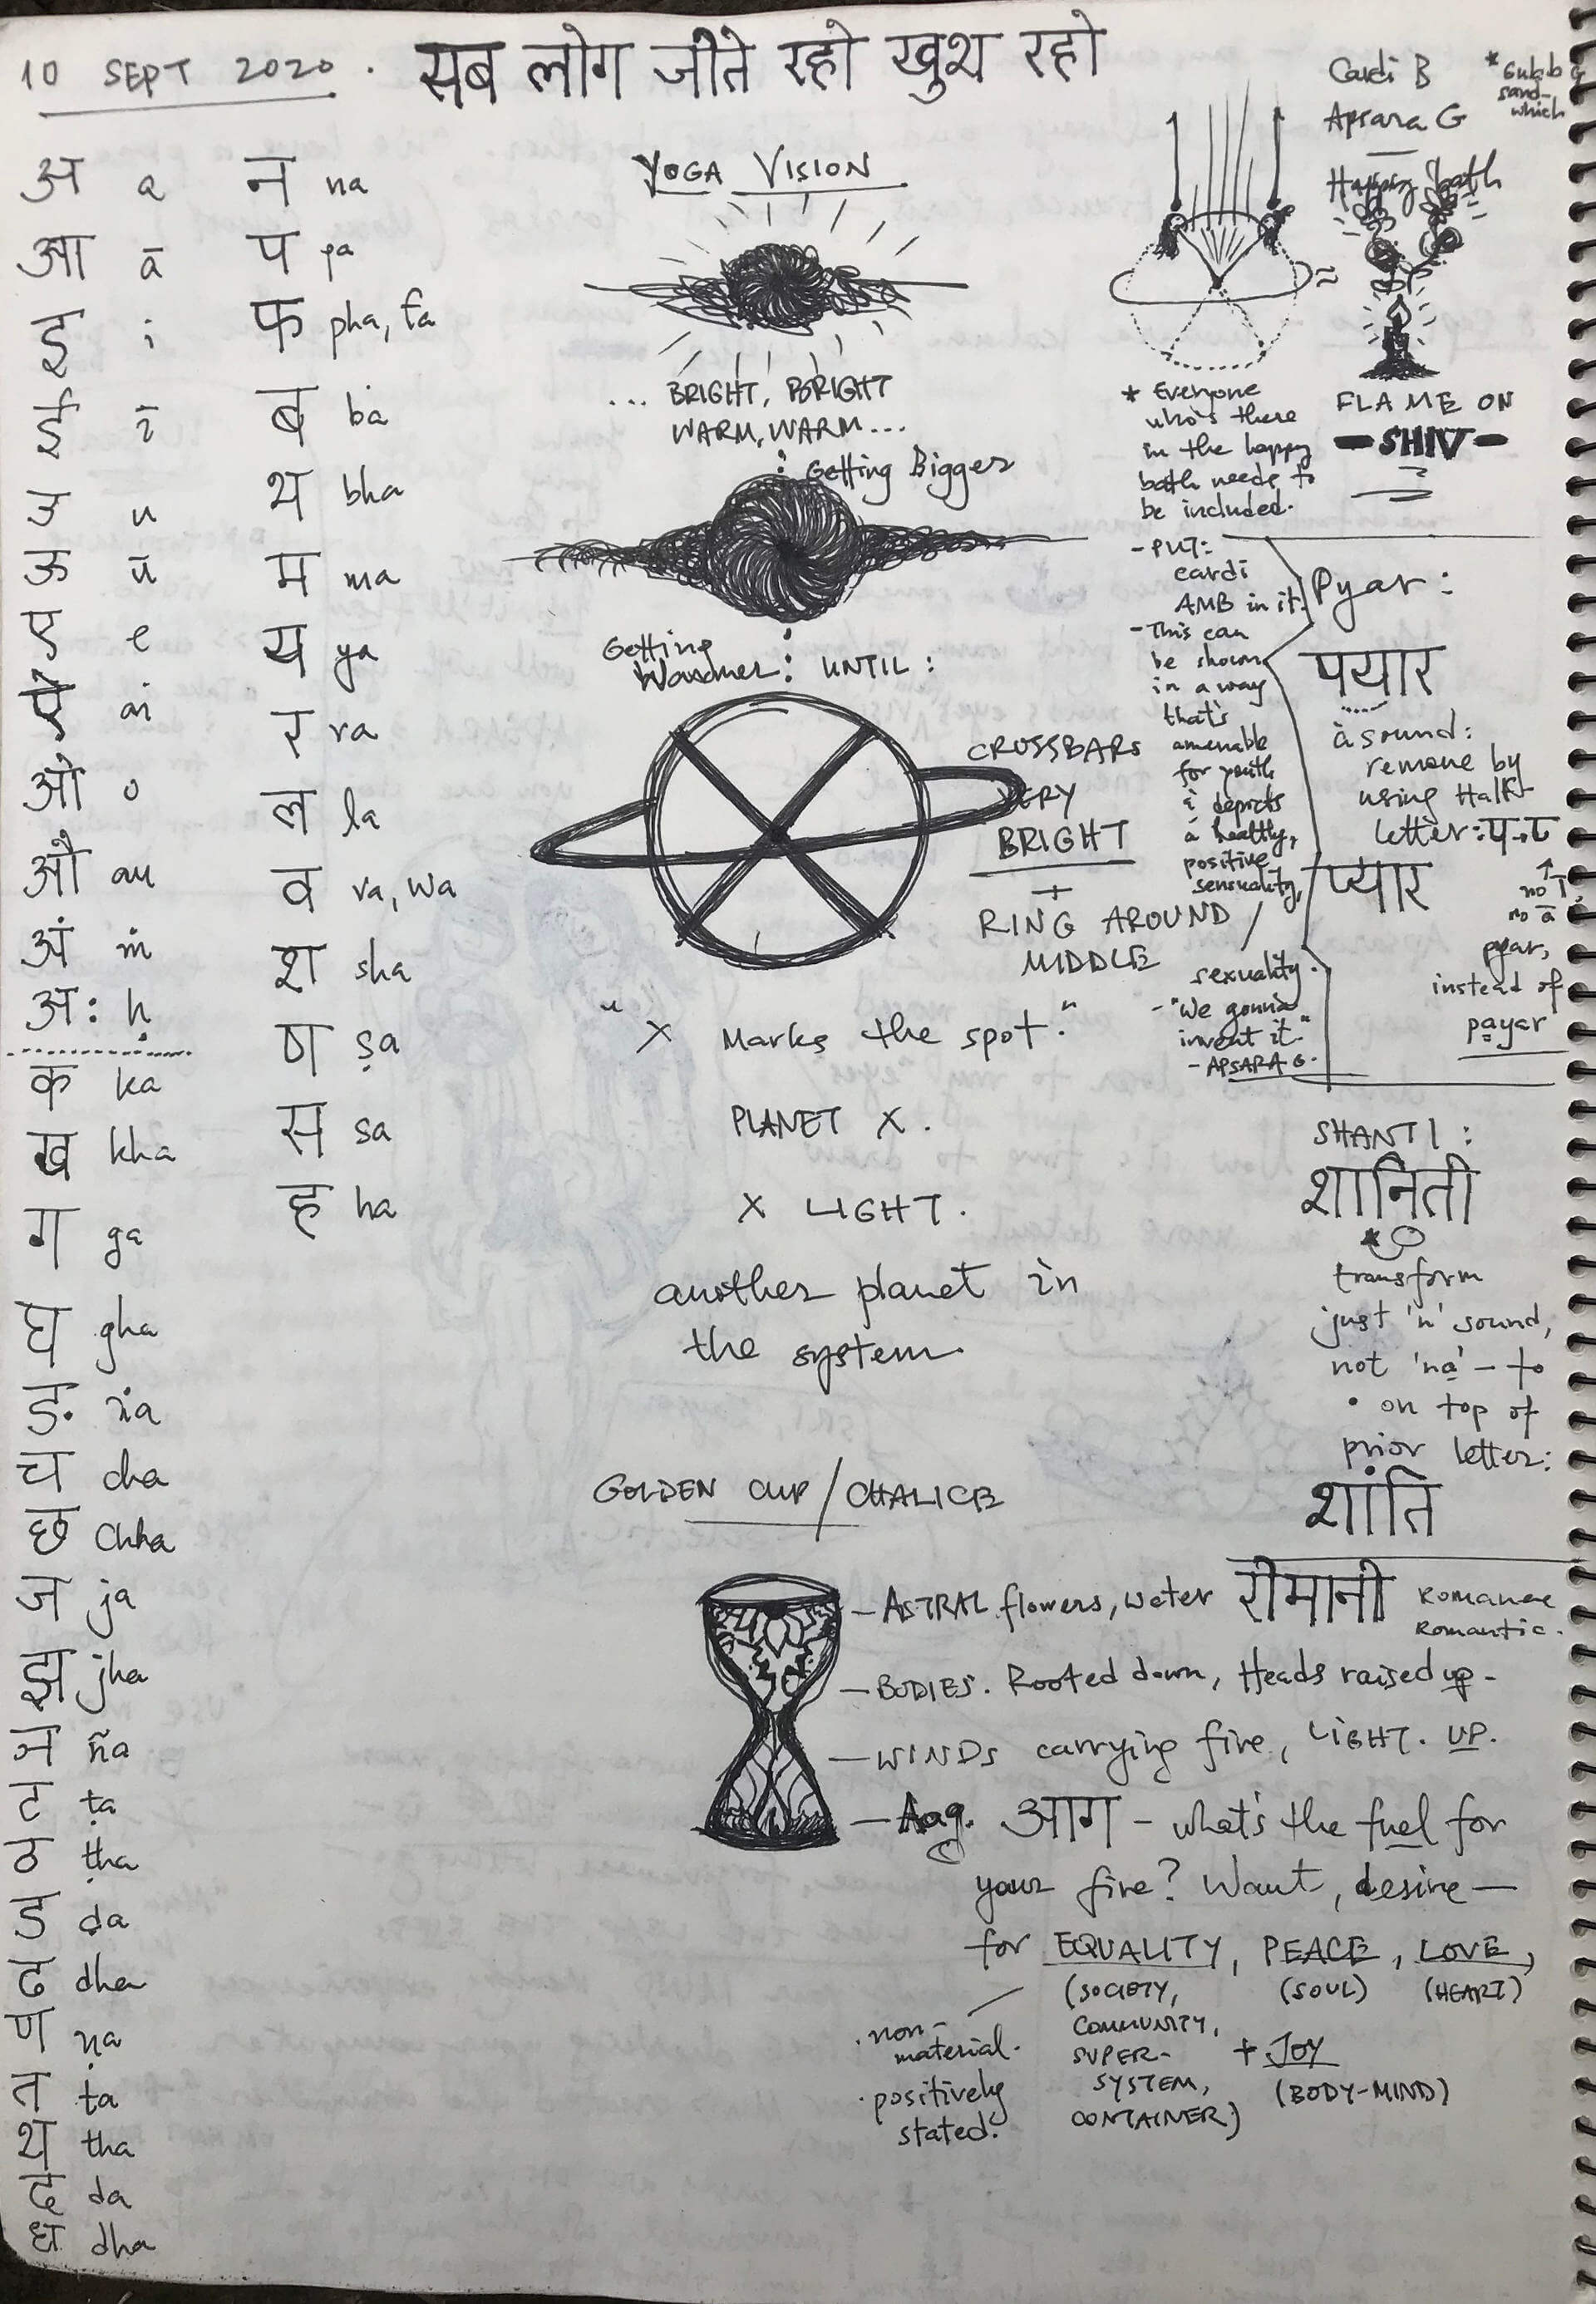 10 SEPT 2020. सब लोग जीते रहो खुश रहो
अ a
आ ā
इ i
ई ī
उ u
ऊ ū
ए e
ऐ ai
ओ o
औ au
अं ṁ
अः ḥ
क ka
ख kha
ग ga
घ gha
ङ ṅa
च cha
छ chha
ज ja
झ jha
ञ ña
ट ṭa
ठ ṭha
ड ḍa
ढ dha
ण ṇa
त ta
थ tha
द da
ध dha
न na
प pa
फ pha, fa
ब ba
भ bha
म ma
य ya
र ra
ल la
व va, wa
श sha
ष ṣa
स sa
ह ha
YOGA VISION
... BRIGHT, BRIGHT
WARM, WARM...
: Getting Bigger
Getting
Warmer: UNTIL:
CROSSBARS
VERY
BRIGHT
+
RING AROUND /
MIDDLE
"X Marks the spot."
PLANET X.
X LIGHT.
another planet in
the system.
Cardi B
Apsara G
sand-
which
Happy bath
≈
FLAME ON
- SHIV -
* Everyone
who's there
in the happy
bath needs to
be included.
- PUT:
cardi
AMB in it.
- This can
be shown
in a way
that's
amenable
for youth
& depicts
a healthy,
positive
sensuality,
sexuality.
- "We gonna
invent it."
- APSARA G.
Pyar:
पयार
a sound:
remove by
using Half
letter:
प्यार
no ā
pyar,
instead of
payar
SHANTI:
शानिती
*
transform
just 'n' sound,
not 'na' - to
• on top of
prior letter:
शांति
रोमानी Romance
Romantic.
GOLDEN CUP / CHALICE
- ASTRAL flowers, water
- BODIES. Rooted down, Heads raised up.
- WINDS carrying fire, LIGHT. UP.
- Aag. आग - what's the fuel for
your fire? Want, desire -
for EQUALITY, PEACE, LOVE,
(SOCIETY,
COMMUNITY,
SUPER-
SYSTEM,
CONTAINER)
(SOUL)
(HEART)
+ JOY
(BODY-MIND)
• non-
material.
• positively
stated.